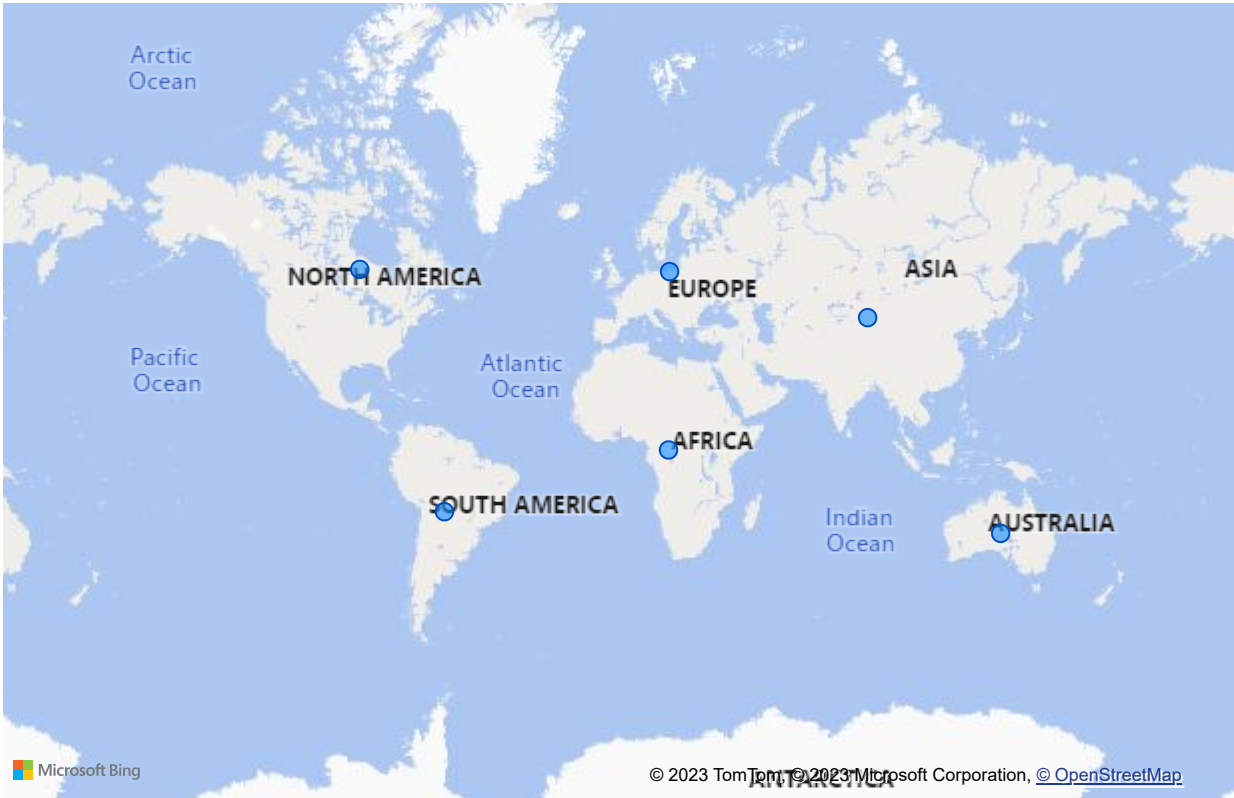 Arctic
Ocean
NORTH AMERICA
EUROPE
ASIA
Pacific
Ocean
Atlantic
Ocean
AFRICA
SOUTH AMERICA
Indian
Ocean
AUSTRALIA
Microsoft Bing
© 2023 TomTom, © 2023 Microsoft Corporation, © OpenStreetMap
ANTARCTICA